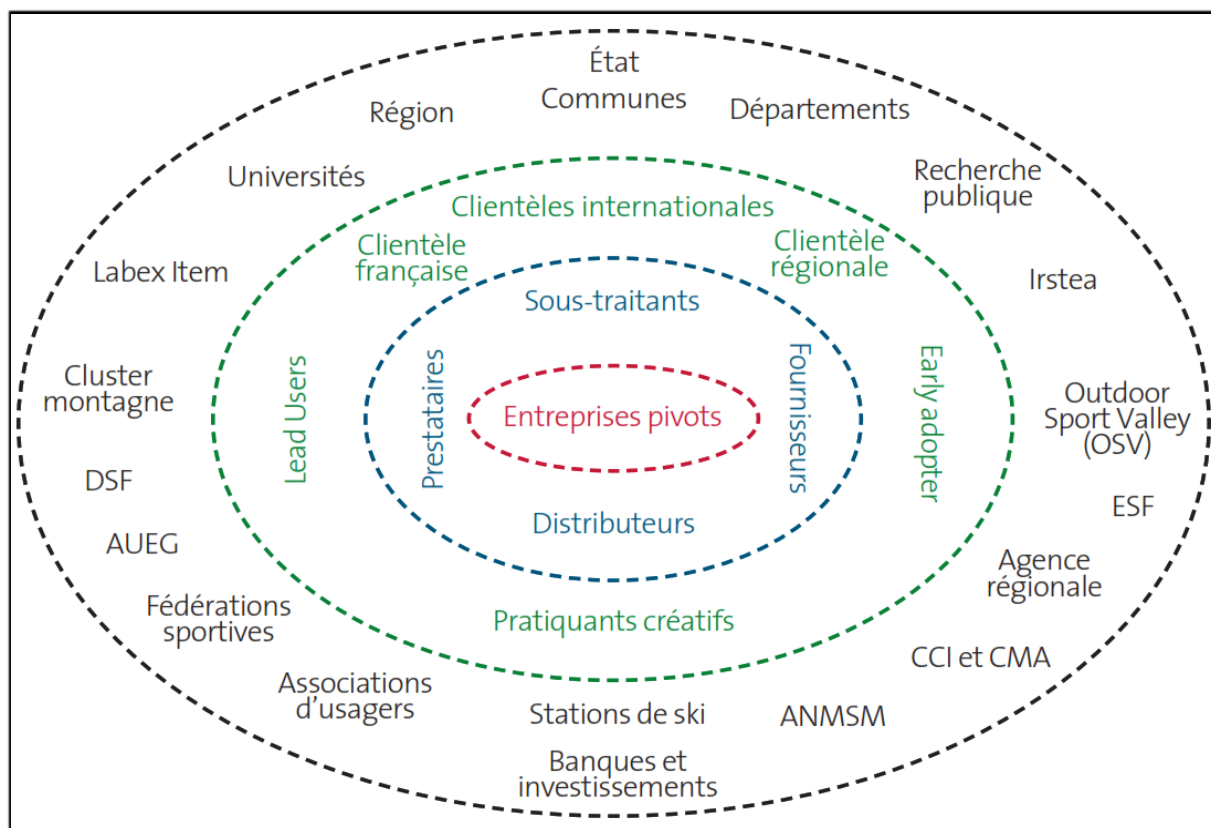 État
Communes
Région
Départements
Universités
Recherche
publique
Clientèles internationales
Clientèle
française
Clientèle
régionale
Labex Item
Irstea
Sous-traitants
Cluster
montagne
Lead Users
Prestataires
Entreprises pivots
Fournisseurs
Early adopter
Outdoor
Sport Valley
(OSV)
DSF
ESF
Distributeurs
AUEG
Agence
régionale
Fédérations
sportives
Pratiquants créatifs
CCI et CMA
Associations
d'usagers
Stations de ski
ANMSM
Banques et
investissements